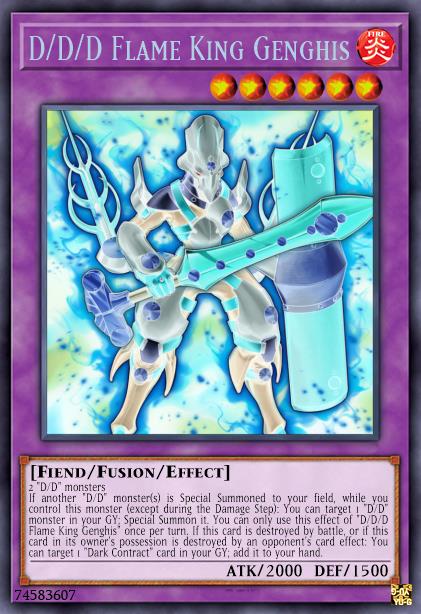 D/D/D Flame King Genghis
FIRE
炎
[Fiend/Fusion/Effect]
2 "D/D" monsters
If another "D/D" monster(s) is Special Summoned to your field, while you
control this monster (except during the Damage Step): You can target 1 "D/D"
monster in your GY; Special Summon it. You can only use this effect of "D/D/D
Flame King Genghis" once per turn. If this card is destroyed by battle, or if this
card in its owner's possession is destroyed by an opponent's card effect: You
can target 1 "Dark Contract" card in your GY; add it to your hand.
ATK/2000 DEF/1500
74583607